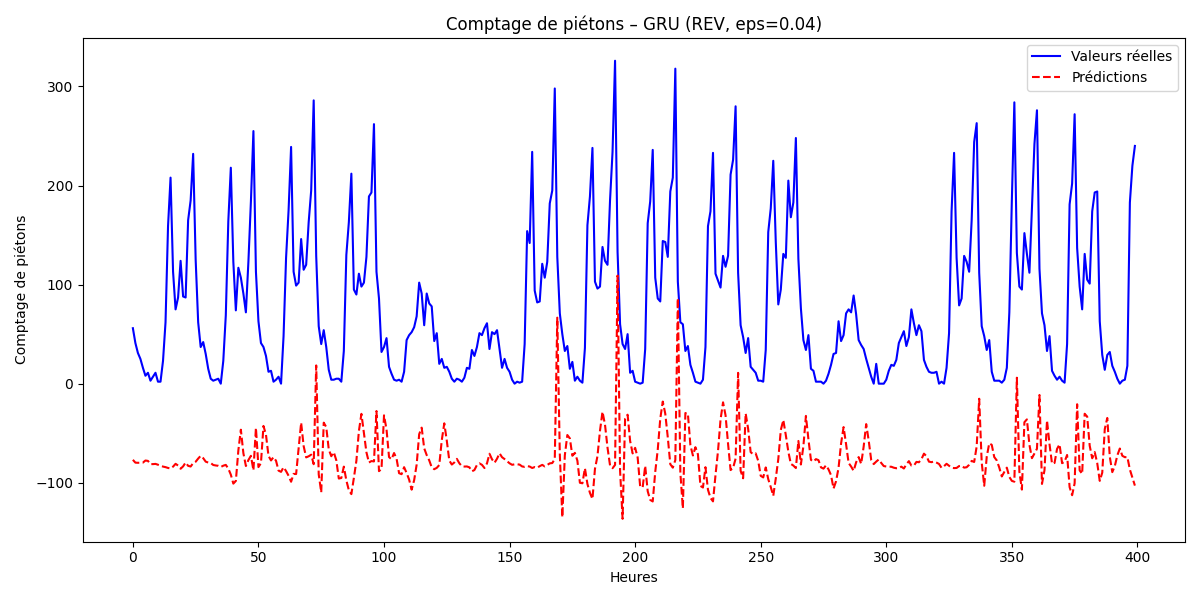 Comptage de piétons – GRU (REV, eps=0.04)
Valeurs réelles
Prédictions
Comptage de piétons
300
200
100
0
−100
0 50 100 150 200 250 300 350 400
Heures